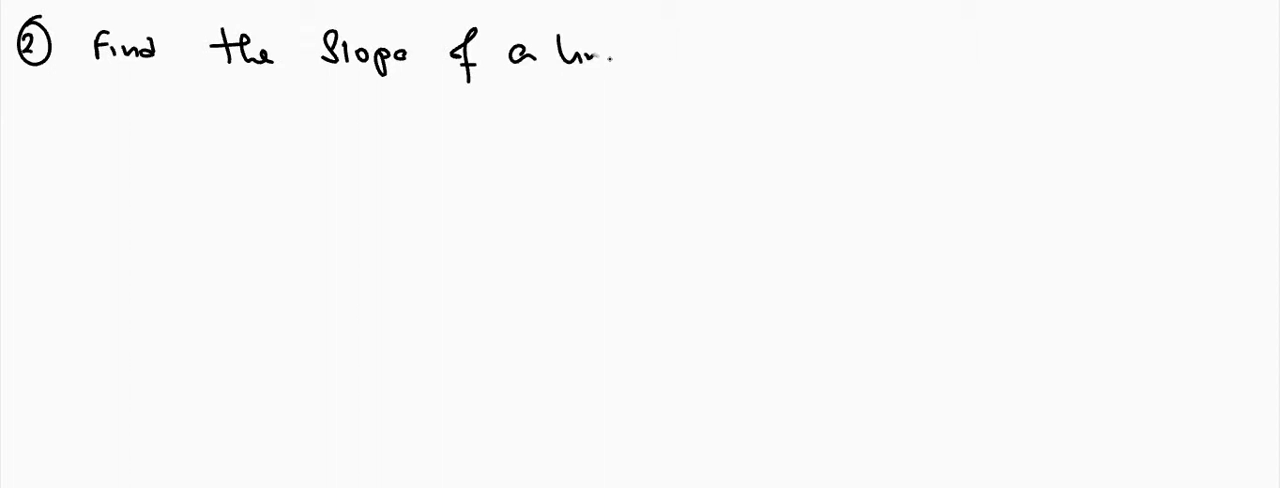 ② Find the Slope of a